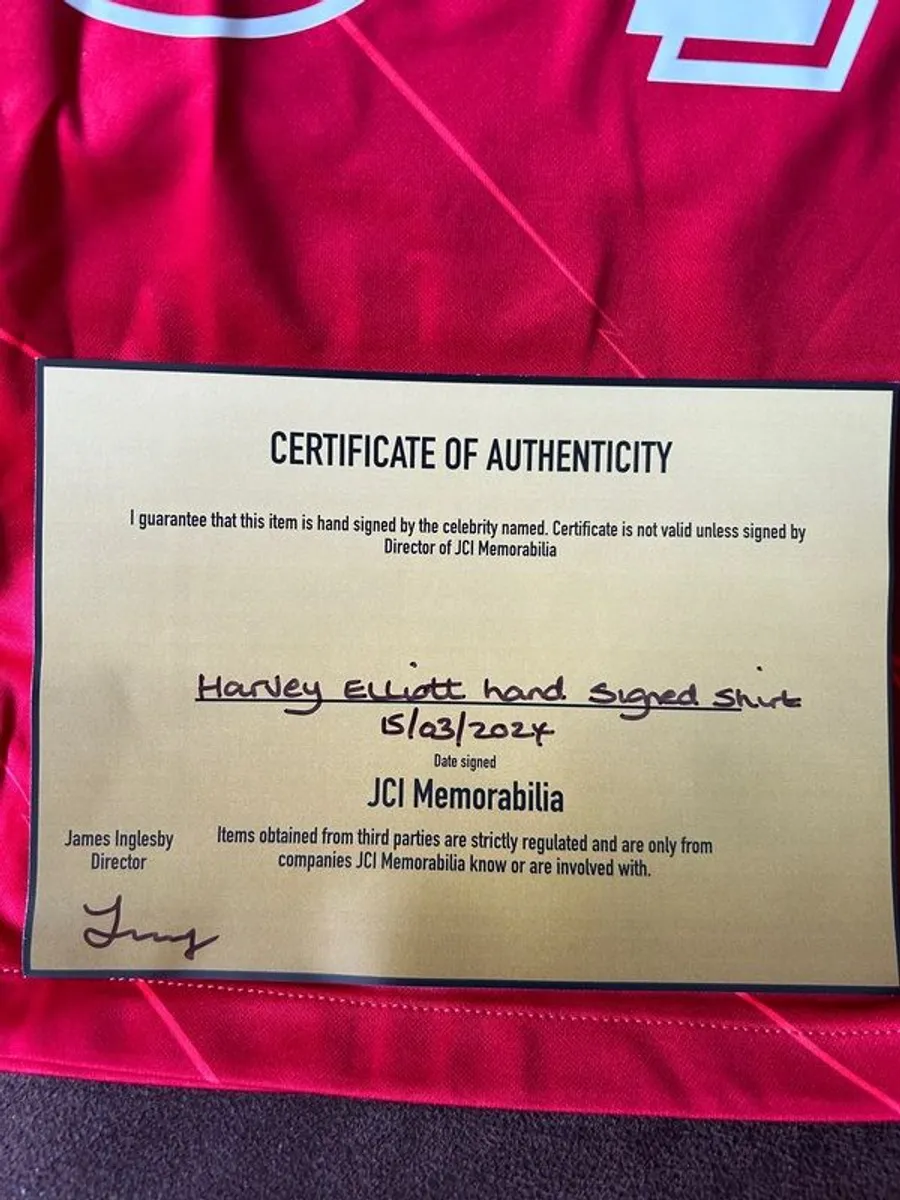 CERTIFICATE OF AUTHENTICITY
I guarantee that this item is hand signed by the celebrity named. Certificate is not valid unless signed by
Director of JCI Memorabilia
Harvey Elliott hand signed shirt
15/03/2024
Date signed
JCI Memorabilia
Items obtained from third parties are strictly regulated and are only from
companies JCI Memorabilia know or are involved with.
James Inglesby
Director